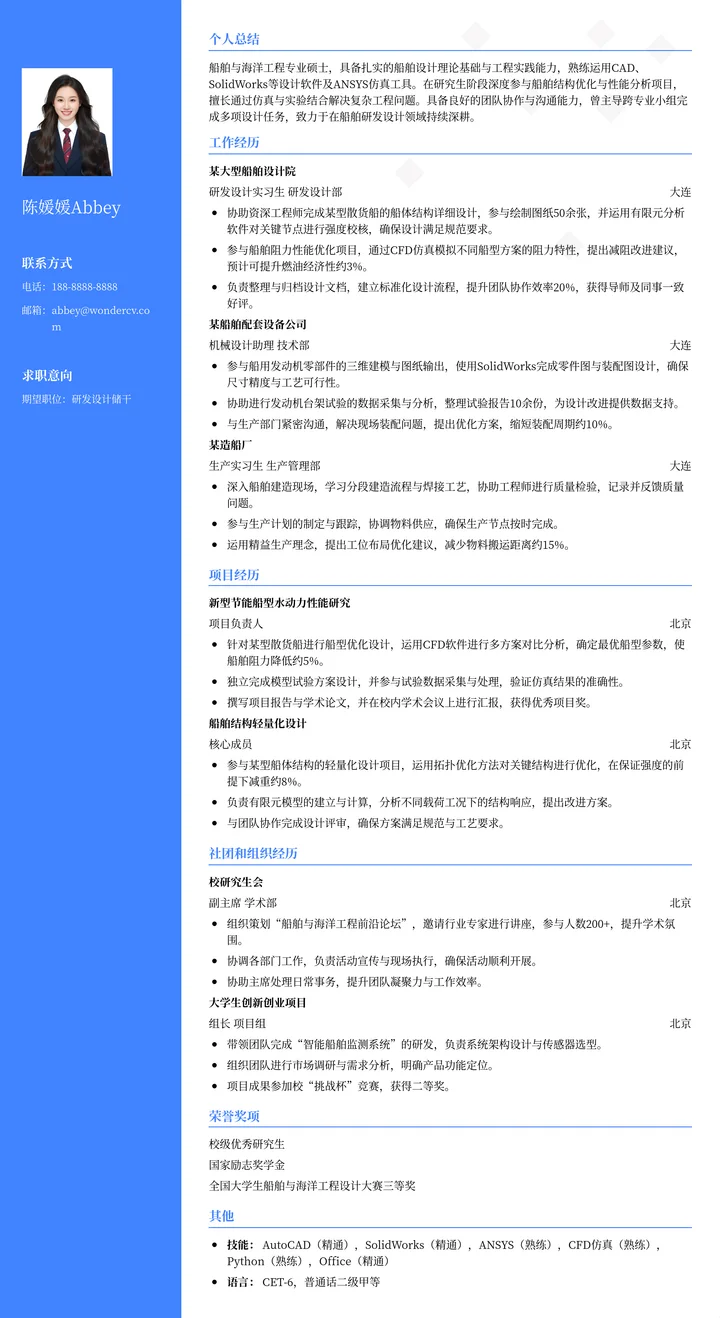 陈媛媛Abbey
联系方式
电话：188-8888-8888
邮箱：abbey@wondercv.co
m
求职意向
期望职位：研发设计储干
个人总结
船舶与海洋工程专业硕士，具备扎实的船舶设计理论基础与工程实践能力，熟练运用CAD、
SolidWorks等设计软件及ANSYS仿真工具。在研究生阶段深度参与船舶结构优化与性能分析项目，
擅长通过仿真与实验结合解决复杂工程问题。具备良好的团队协作与沟通能力，曾主导跨专业小组完
成多项设计任务，致力于在船舶研发设计领域持续深耕。
工作经历
某大型船舶设计院
研发设计实习生 研发设计部 大连
• 协助资深工程师完成某型散货船的船体结构详细设计，参与绘制图纸50余张，并运用有限元分析
软件对关键节点进行强度校核，确保设计满足规范要求。
• 参与船舶阻力性能优化项目，通过CFD仿真模拟不同船型方案的阻力特性，提出减阻改进建议，
预计可提升燃油经济性约3%。
• 负责整理与归档设计文档，建立标准化设计流程，提升团队协作效率20%，获得导师及同事一致
好评。
某船舶配套设备公司
机械设计助理 技术部 大连
• 参与船用发动机零部件的三维建模与图纸输出，使用SolidWorks完成零件图与装配图设计，确保
尺寸精度与工艺可行性。
• 协助进行发动机台架试验的数据采集与分析，整理试验报告10余份，为设计改进提供数据支持。
• 与生产部门紧密沟通，解决现场装配问题，提出优化方案，缩短装配周期约10%。
某造船厂
生产实习生 生产管理部 大连
• 深入船舶建造现场，学习分段建造流程与焊接工艺，协助工程师进行质量检验，记录并反馈质量
问题。
• 参与生产计划的制定与跟踪，协调物料供应，确保生产节点按时完成。
• 运用精益生产理念，提出工位布局优化建议，减少物料搬运距离约15%。
项目经历
新型节能船型水动力性能研究
项目负责人 北京
• 针对某型散货船进行船型优化设计，运用CFD软件进行多方案对比分析，确定最优船型参数，使
船舶阻力降低约5%。
• 独立完成模型试验方案设计，并参与试验数据采集与处理，验证仿真结果的准确性。
• 撰写项目报告与学术论文，并在校内学术会议上进行汇报，获得优秀项目奖。
船舶结构轻量化设计
核心成员 北京
• 参与某型船体结构的轻量化设计项目，运用拓扑优化方法对关键结构进行优化，在保证强度的前
提下减重约8%。
• 负责有限元模型的建立与计算，分析不同载荷工况下的结构响应，提出改进方案。
• 与团队协作完成设计评审，确保方案满足规范与工艺要求。
社团和组织经历
校研究生会
副主席 学术部 北京
• 组织策划“船舶与海洋工程前沿论坛”，邀请行业专家进行讲座，参与人数200+，提升学术氛
围。
• 协调各部门工作，负责活动宣传与现场执行，确保活动顺利开展。
• 协助主席处理日常事务，提升团队凝聚力与工作效率。
大学生创新创业项目
组长 项目组 北京
• 带领团队完成“智能船舶监测系统”的研发，负责系统架构设计与传感器选型。
• 组织团队进行市场调研与需求分析，明确产品功能定位。
• 项目成果参加校“挑战杯”竞赛，获得二等奖。
荣誉奖项
校级优秀研究生
国家励志奖学金
全国大学生船舶与海洋工程设计大赛三等奖
其他
• 技能： AutoCAD（精通），SolidWorks（精通），ANSYS（熟练），CFD仿真（熟练），
Python（熟练），Office（精通）
• 语言： CET-6，普通话二级甲等